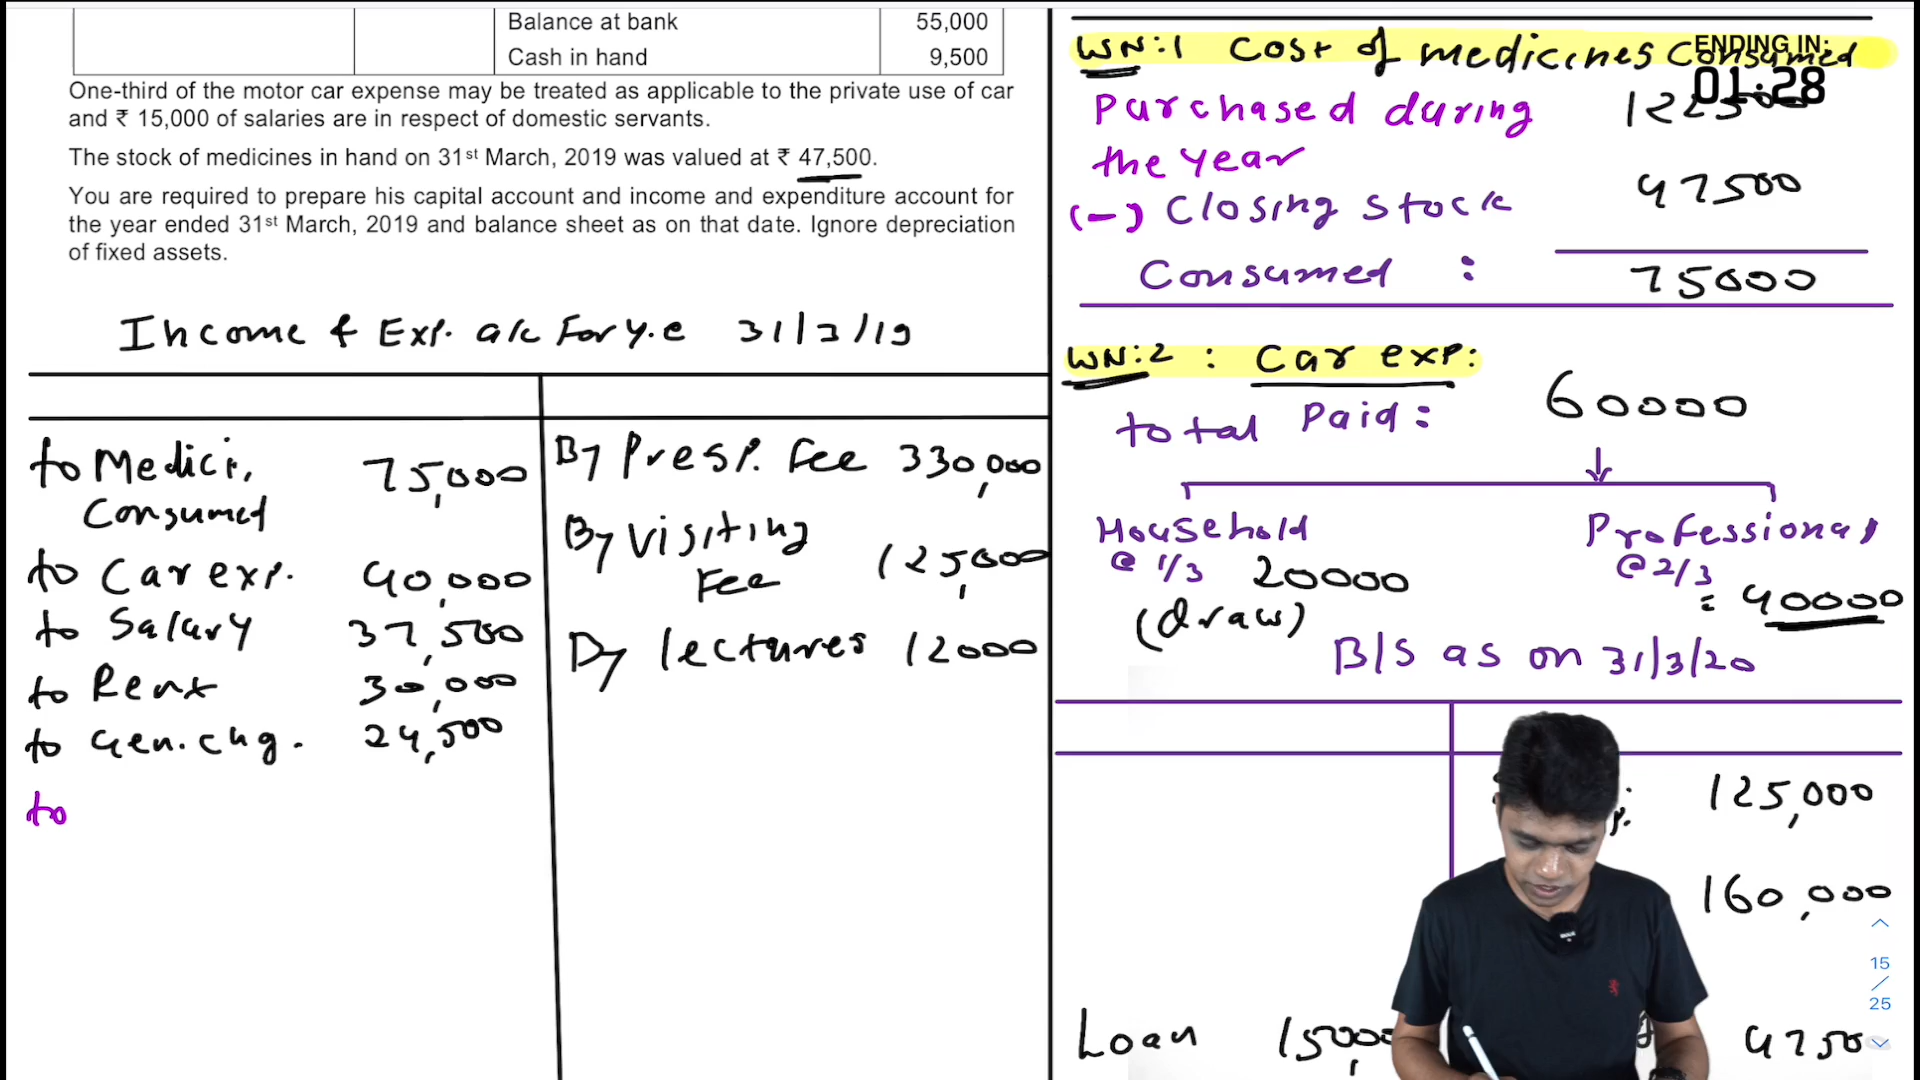 Balance at bank 55,000
Cash in hand 9,500
One-third of the motor car expense may be treated as applicable to the private use of car
and ₹ 15,000 of salaries are in respect of domestic servants.
The stock of medicines in hand on 31st March, 2019 was valued at ₹ 47,500.
You are required to prepare his capital account and income and expenditure account for
the year ended 31st March, 2019 and balance sheet as on that date. Ignore depreciation
of fixed assets.
Income & Exp. a/c For y.e 31/3/19
to Medici, 75,000
Consumed
to Car exp. 40,000
to Salary 37,500
to Rent 30,000
to Gen. chg. 24,500
to
By Presp. Fee 330,000
By Visiting
Fee 125,000
By lectures 12000
WN:1 Cost of medicines Consumed
ENDING IN:
01:28
Purchased during 122500
the year
(-) Closing stock 47500
Consumed : 75000
WN:2 : Car exp:
total Paid: 60000
Household Professional
@ 1/3 20000 @ 2/3 = 40000
(draw)
B/S as on 31/3/20
125,000
160,000
Loan
15
/
25